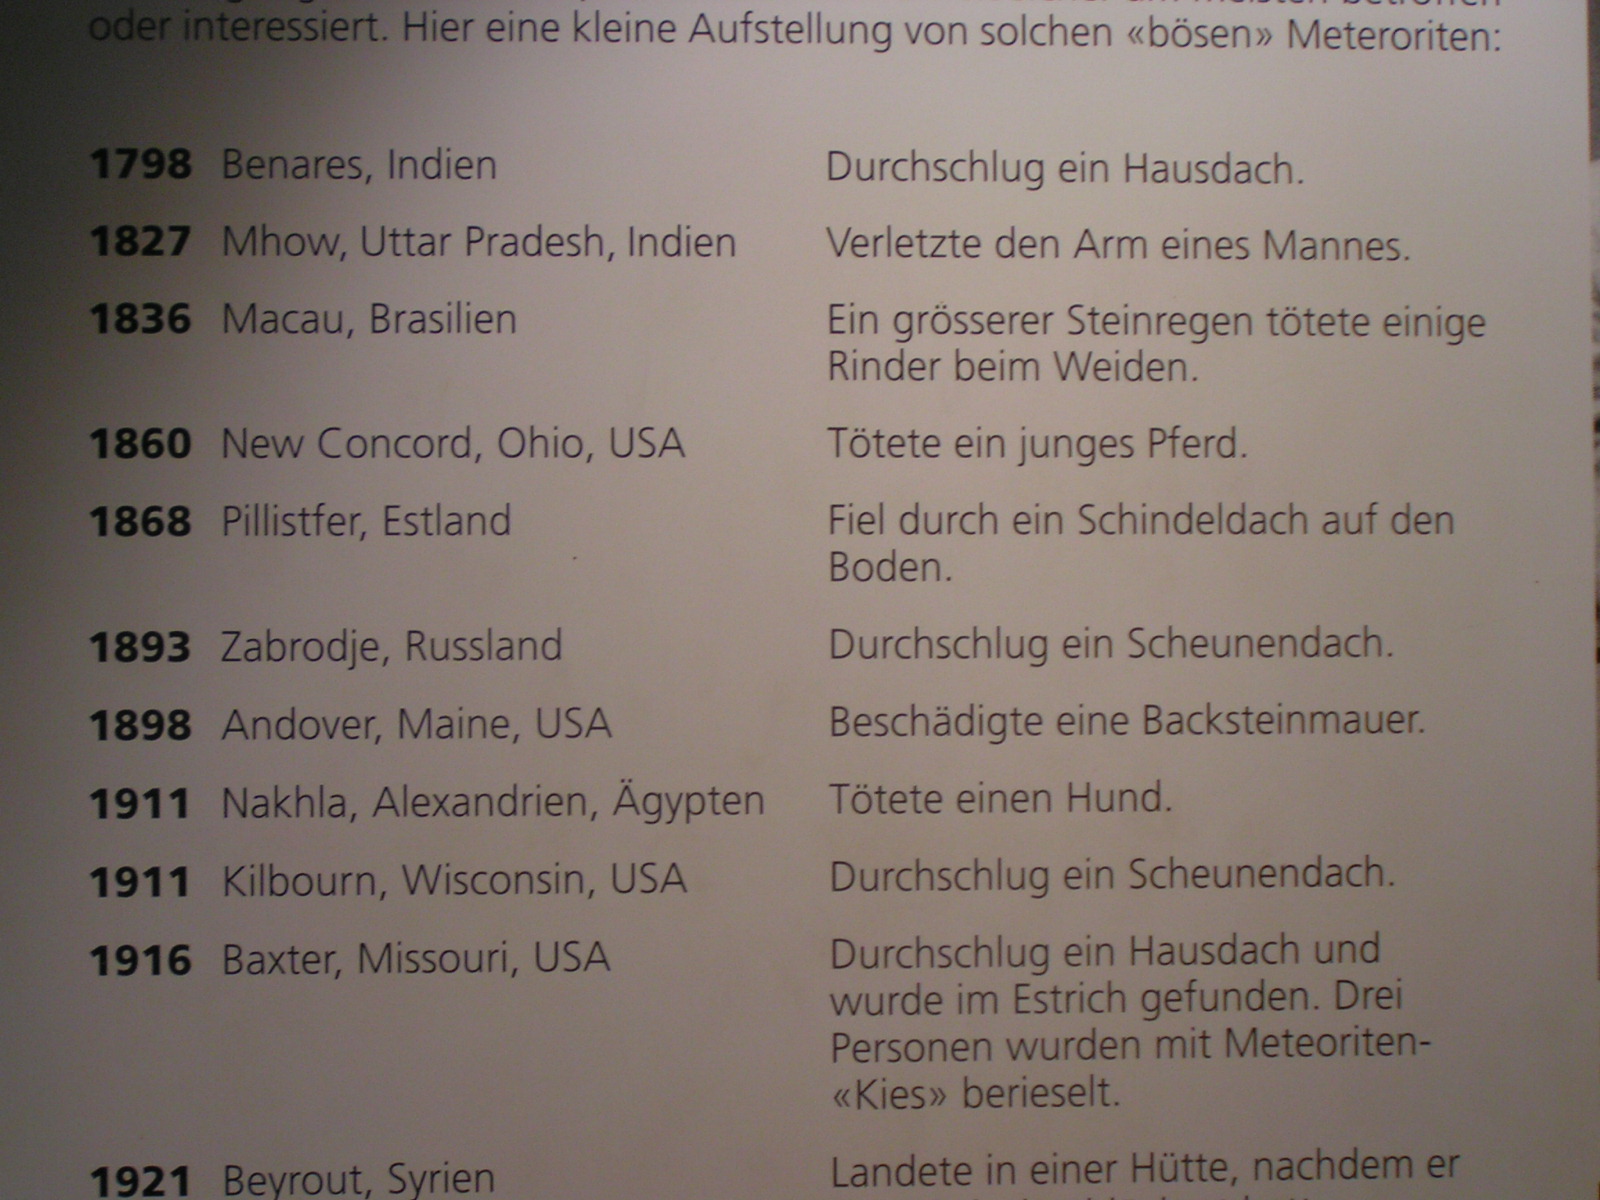 oder interessiert. Hier eine kleine Aufstellung von solchen «bösen» Meteroriten:
1798 Benares, Indien Durchschlug ein Hausdach.
1827 Mhow, Uttar Pradesh, Indien Verletzte den Arm eines Mannes.
1836 Macau, Brasilien Ein grösserer Steinregen tötete einige
Rinder beim Weiden.
1860 New Concord, Ohio, USA Tötete ein junges Pferd.
1868 Pillistfer, Estland Fiel durch ein Schindeldach auf den
Boden.
1893 Zabrodje, Russland Durchschlug ein Scheunendach.
1898 Andover, Maine, USA Beschädigte eine Backsteinmauer.
1911 Nakhla, Alexandrien, Ägypten Tötete einen Hund.
1911 Kilbourn, Wisconsin, USA Durchschlug ein Scheunendach.
1916 Baxter, Missouri, USA Durchschlug ein Hausdach und
wurde im Estrich gefunden. Drei
Personen wurden mit Meteoriten-
«Kies» berieselt.
1921 Beyrout, Syrien Landete in einer Hütte, nachdem er